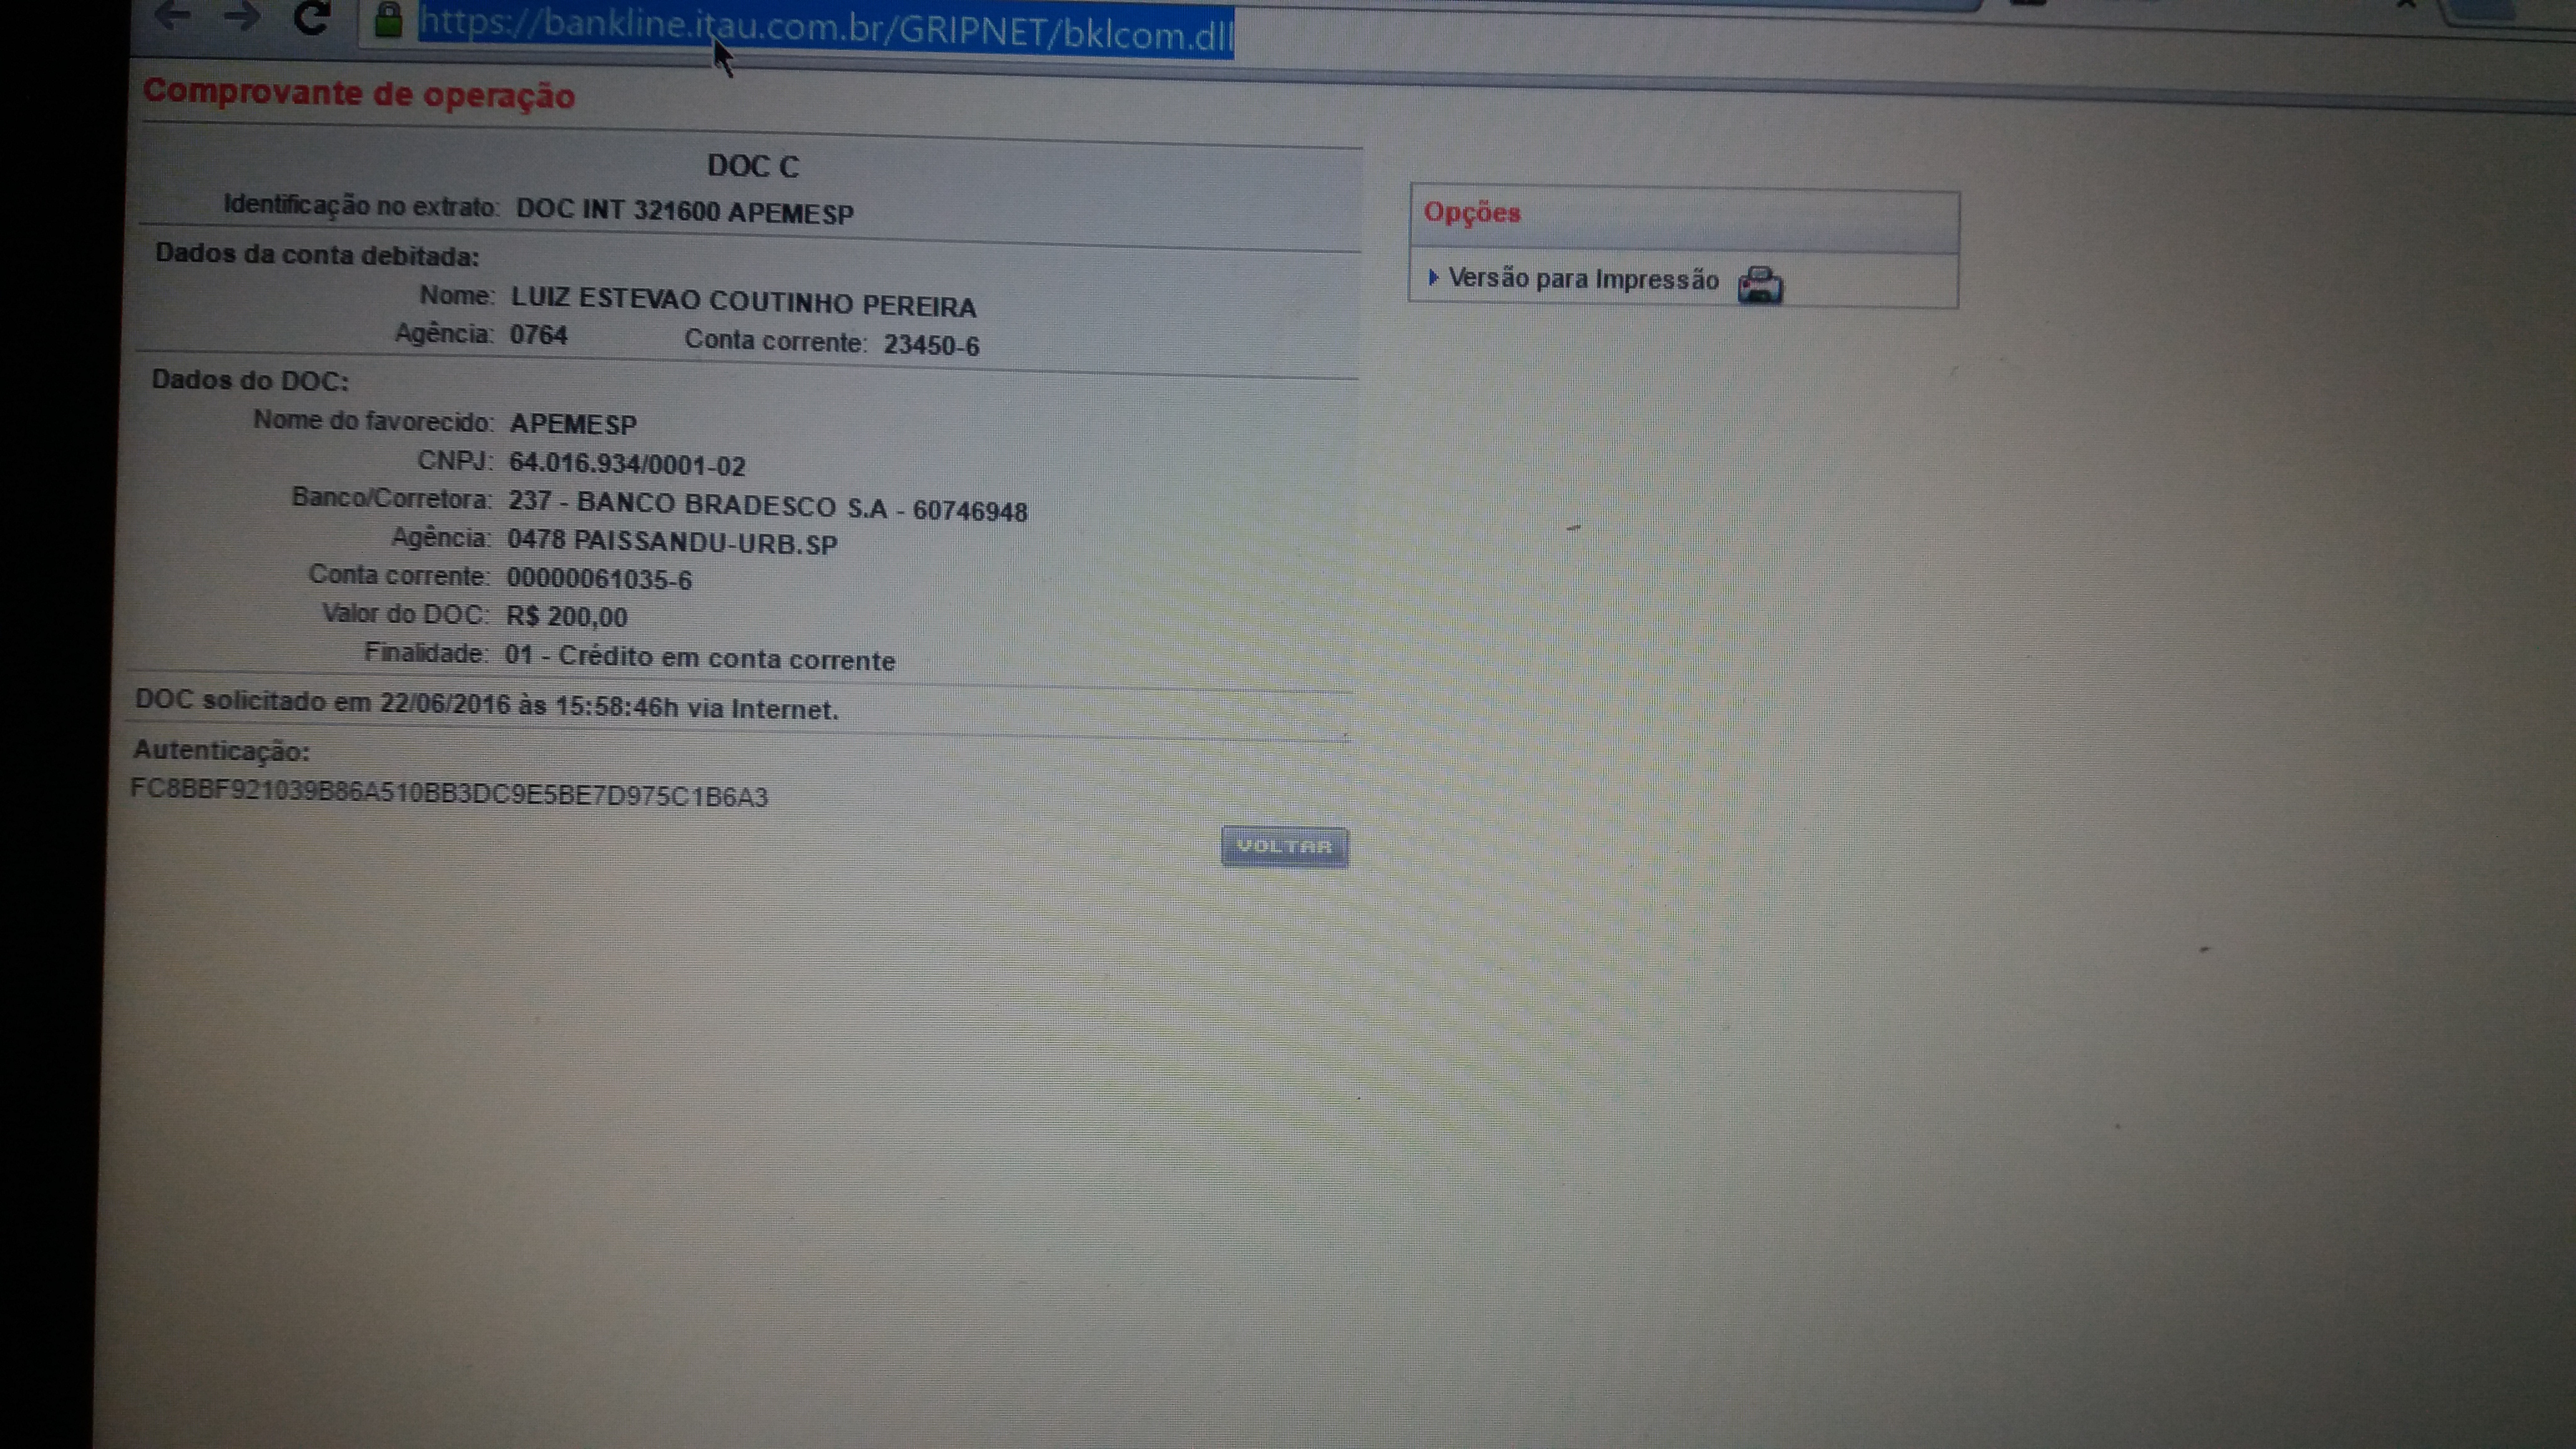 https://bankline.itau.com.br/GRIPNET/bklcom.dll
Comprovante de operação
DOC C
Identificação no extrato: DOC INT 321600 APEMESP
Dados da conta debitada:
Nome: LUIZ ESTEVAO COUTINHO PEREIRA
Agência: 0764 Conta corrente: 23450-6
Dados do DOC:
Nome do favorecido: APEMESP
CNPJ: 64.016.934/0001-02
Banco/Corretora: 237 - BANCO BRADESCO S.A - 60746948
Agência: 0478 PAISSANDU-URB.SP
Conta corrente: 00000061035-6
Valor do DOC: R$ 200,00
Finalidade: 01 - Crédito em conta corrente
DOC solicitado em 22/06/2016 às 15:58:46h via Internet.
Autenticação:
FC8BBF921039B86A510BB3DC9E5BE7D975C1B6A3
VOLTAR
Opções
Versão para Impressão